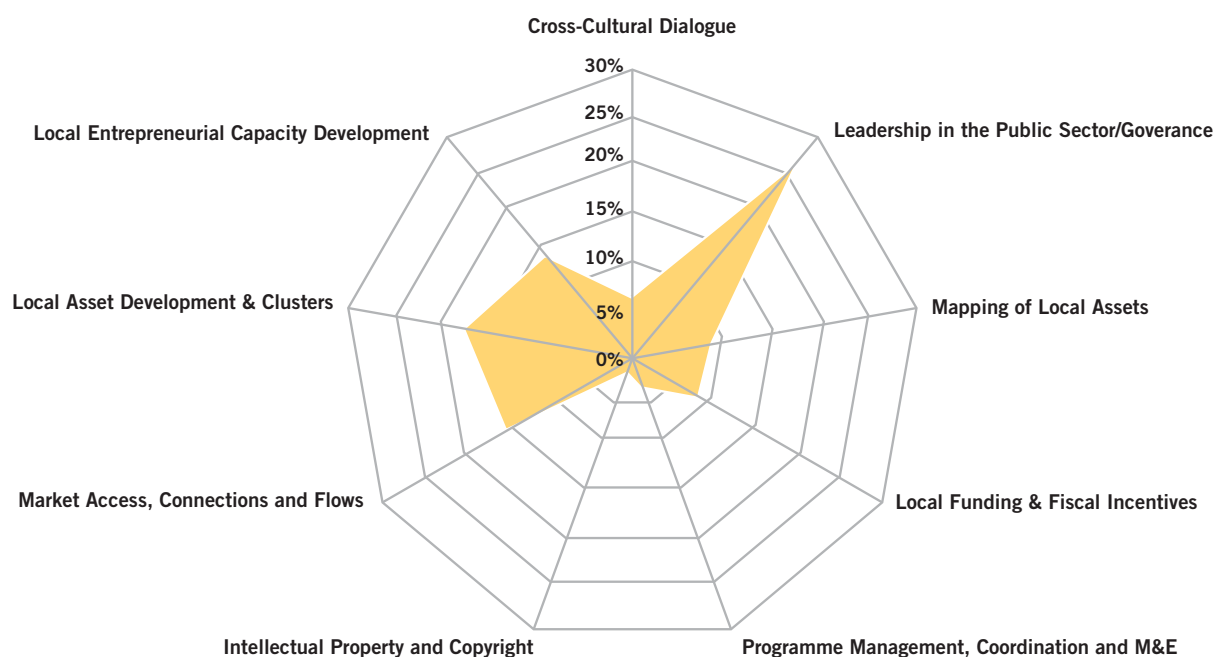 Cross-Cultural Dialogue
30%
25%
20%
15%
10%
5%
0%
Leadership in the Public Sector/Goverance
Mapping of Local Assets
Local Funding & Fiscal Incentives
Programme Management, Coordination and M&E
Intellectual Property and Copyright
Market Access, Connections and Flows
Local Asset Development & Clusters
Local Entrepreneurial Capacity Development